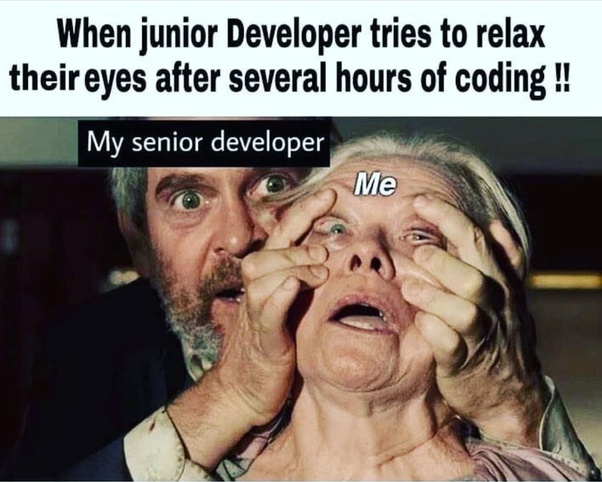 When junior Developer tries to relax
their eyes after several hours of coding !!
My senior developer
Me